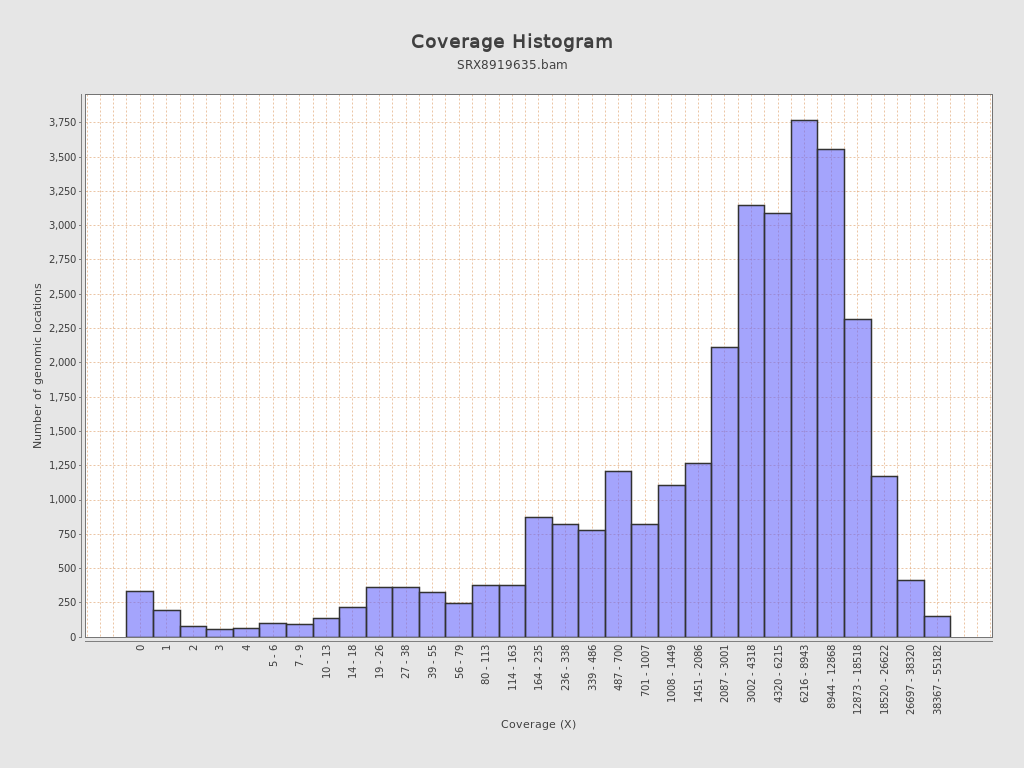 Coverage Histogram
SRX8919635.bam
Number of genomic locations
3,750
3,500
3,250
3,000
2,750
2,500
2,250
2,000
1,750
1,500
1,250
1,000
750
500
250
0
0
1
2
3
4
5 - 6
7 - 9
10 - 13
14 - 18
19 - 26
27 - 38
39 - 55
56 - 79
80 - 113
114 - 163
164 - 235
236 - 338
339 - 486
487 - 700
701 - 1007
1008 - 1449
1451 - 2086
2087 - 3001
3002 - 4318
4320 - 6215
6216 - 8943
8944 - 12868
12873 - 18518
18520 - 26622
26697 - 38320
38367 - 55182
Coverage (X)